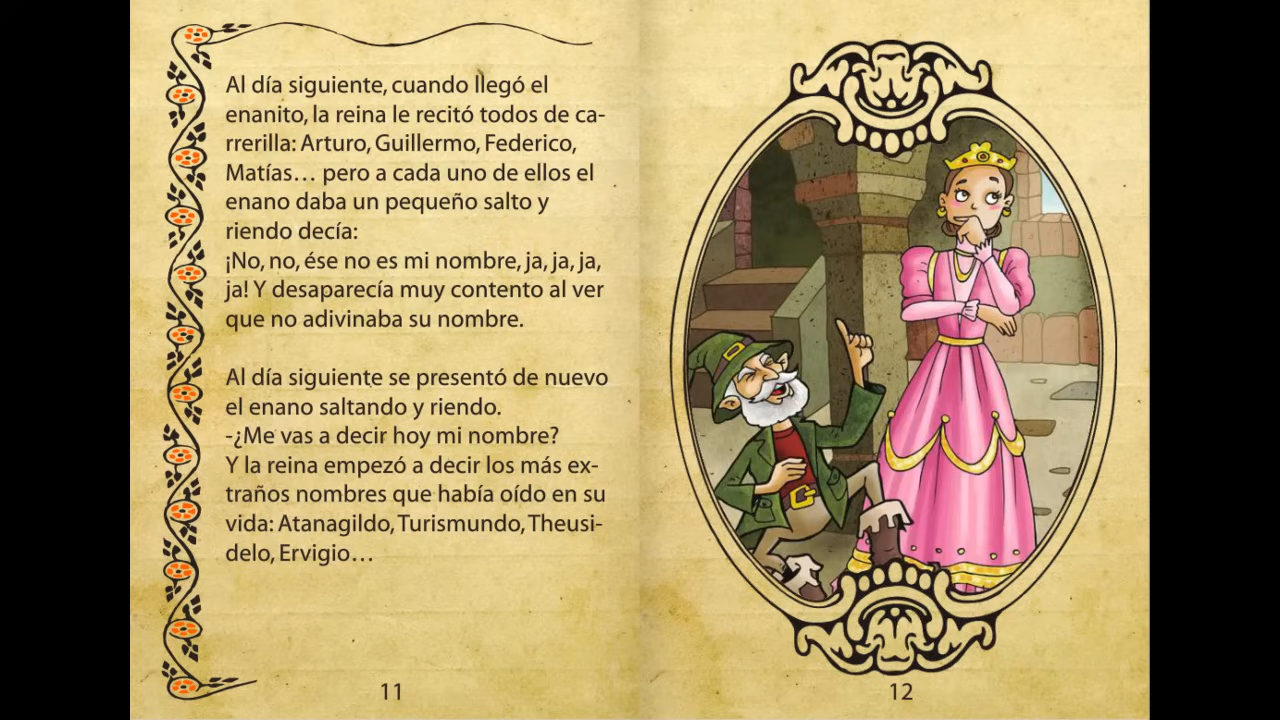 Al día siguiente, cuando llegó el
enanito, la reina le recitó todos de ca-
rrerilla: Arturo, Guillermo, Federico,
Matías… pero a cada uno de ellos el
enano daba un pequeño salto y
riendo decía:
¡No, no, ése no es mi nombre, ja, ja, ja,
ja! Y desaparecía muy contento al ver
que no adivinaba su nombre.
Al día siguiente se presentó de nuevo
el enano saltando y riendo.
-¿Me vas a decir hoy mi nombre?
Y la reina empezó a decir los más ex-
traños nombres que había oído en su
vida: Atanagildo, Turismundo, Theusi-
delo, Ervigio…
11
12